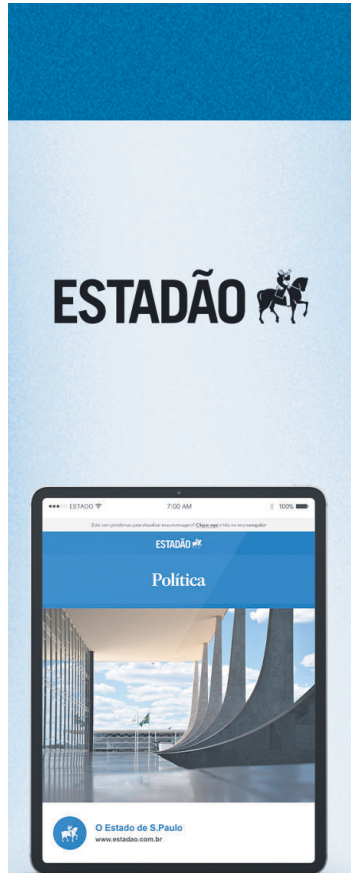 ESTADÃO
ESTADO 7:00 AM 100%
Está com problemas para visualizar essa mensagem? Clique aqui e leia no seu navegador
ESTADÃO
Política
O Estado de S.Paulo
www.estadao.com.br